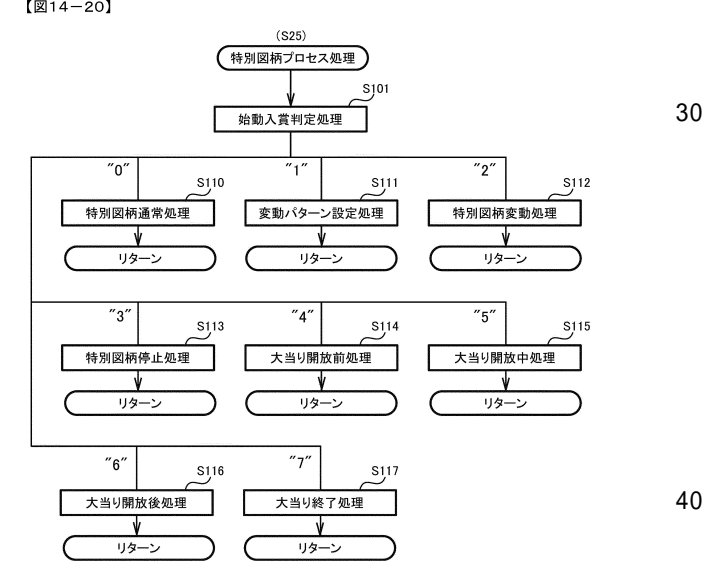 【図14－20】
(S25)
特別図柄プロセス処理
S101
始動入賞判定処理
30
"0"
"1"
"2"
S110
S111
S112
特別図柄通常処理
変動パターン設定処理
特別図柄変動処理
リターン
リターン
リターン
"3"
"4"
"5"
S113
S114
S115
特別図柄停止処理
大当り開放前処理
大当り開放中処理
リターン
リターン
リターン
"6"
"7"
S116
S117
大当り開放後処理
大当り終了処理
40
リターン
リターン